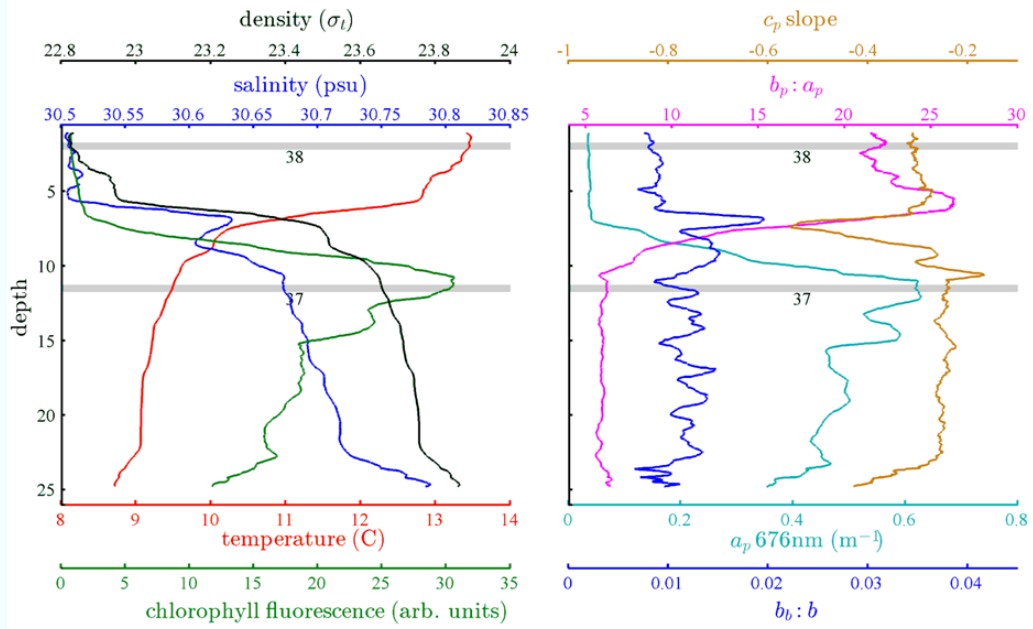 density (σt)
22.8 23 23.2 23.4 23.6 23.8 24
salinity (psu)
30.5 30.55 30.6 30.65 30.7 30.75 30.8 30.85
38
37
depth
5
10
15
20
25
8 9 10 11 12 13 14
temperature (C)
0 5 10 15 20 25 30 35
chlorophyll fluorescence (arb. units)
cp slope
-1 -0.8 -0.6 -0.4 -0.2
bp : ap
5 10 15 20 25 30
38
37
0 0.2 0.4 0.6 0.8
ap 676nm (m⁻¹)
0 0.01 0.02 0.03 0.04
bb : b